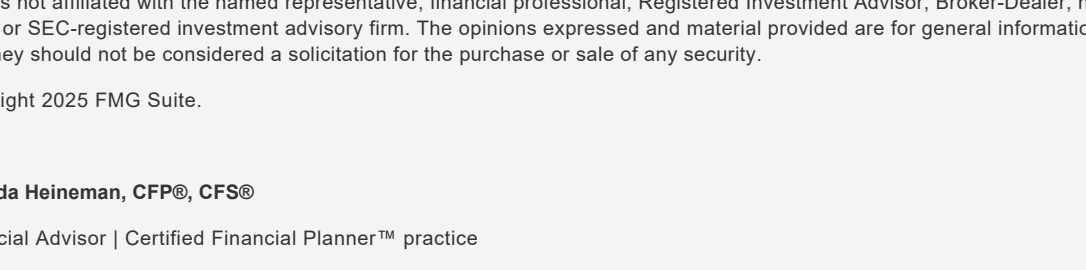 s not affiliated with the named representative, financial professional, Registered Investment Advisor, Broker-Dealer,
or SEC-registered investment advisory firm. The opinions expressed and material provided are for general
ey should not be considered a solicitation for the purchase or sale of any security.
ight 2025 FMG Suite.
da Heineman, CFP®, CFS®
cial Advisor | Certified Financial Planner™ practice